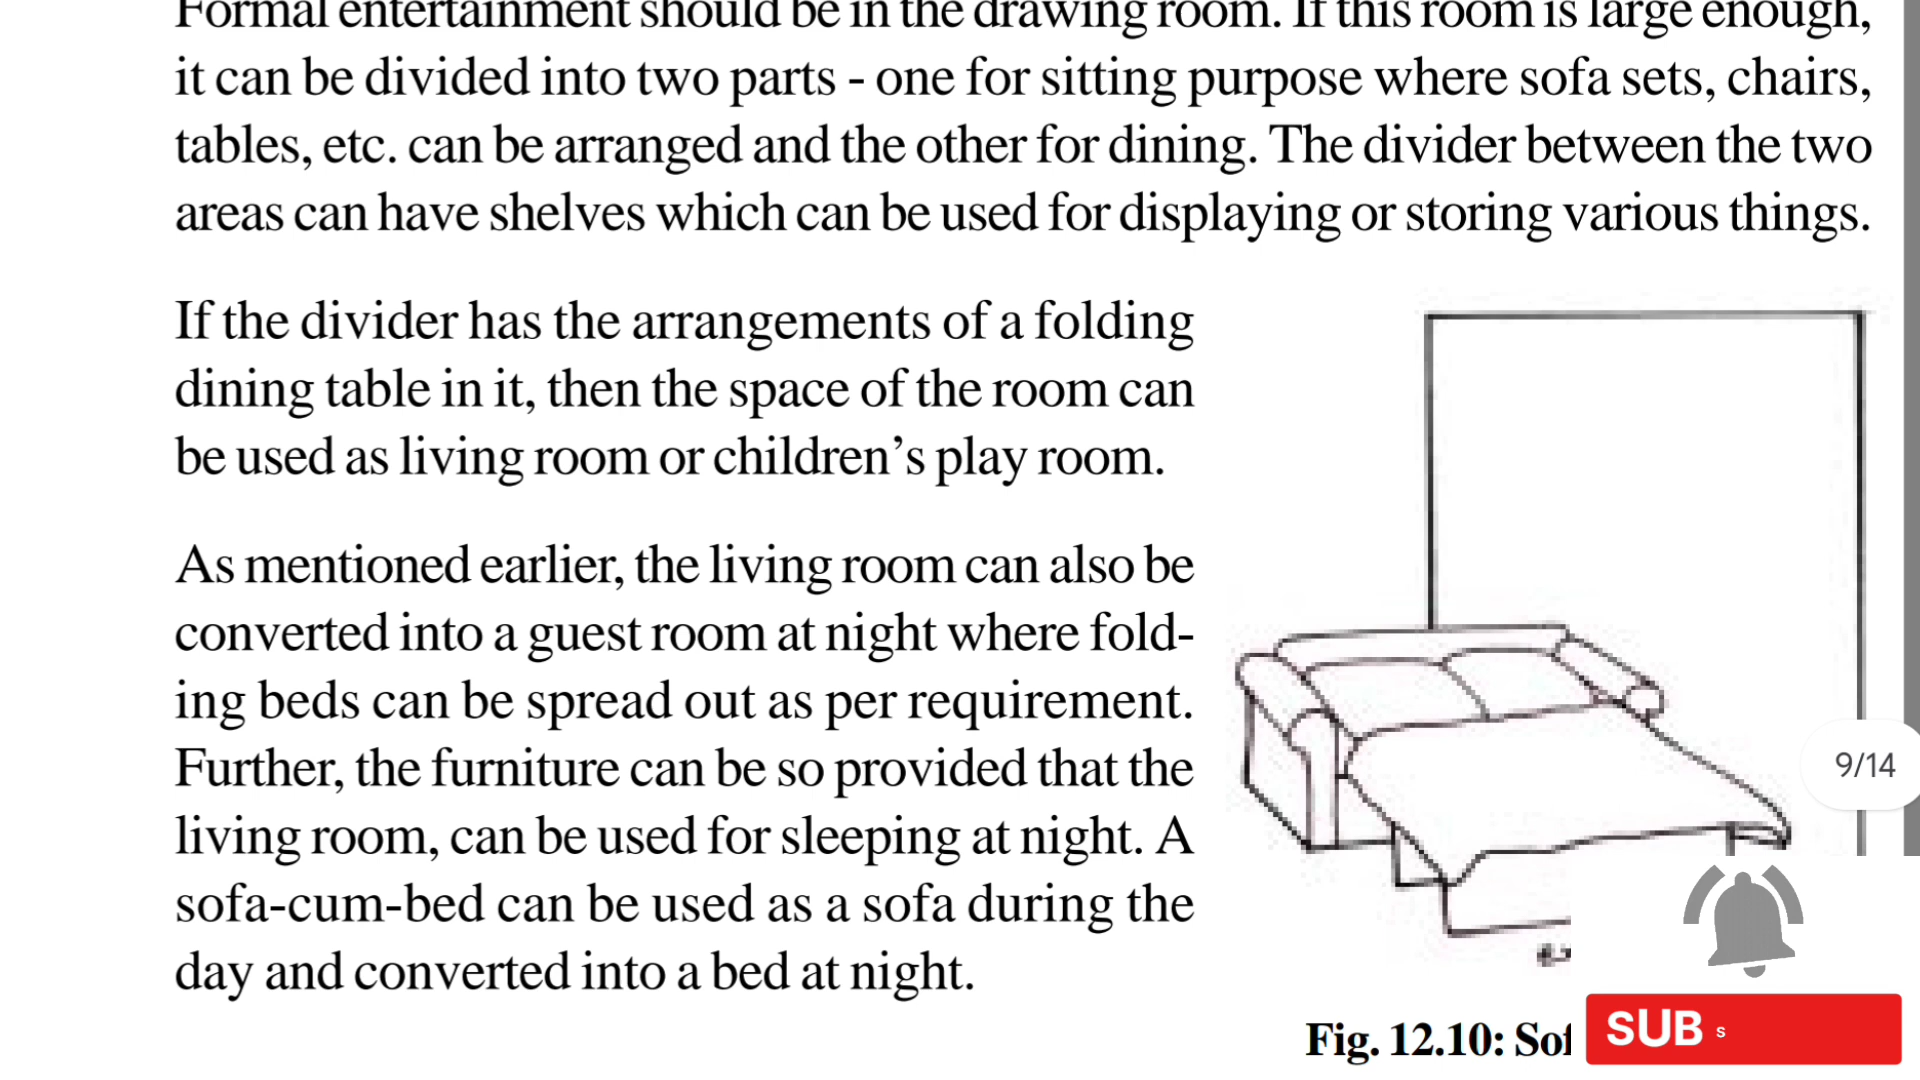 Formal entertainment should be in the drawing room. If this room is large enough,
it can be divided into two parts - one for sitting purpose where sofa sets, chairs,
tables, etc. can be arranged and the other for dining. The divider between the two
areas can have shelves which can be used for displaying or storing various things.
If the divider has the arrangements of a folding
dining table in it, then the space of the room can
be used as living room or children’s play room.
As mentioned earlier, the living room can also be
converted into a guest room at night where fold-
ing beds can be spread out as per requirement.
Further, the furniture can be so provided that the
living room, can be used for sleeping at night. A
sofa-cum-bed can be used as a sofa during the
day and converted into a bed at night.
9/14
Fig. 12.10:
SUB s